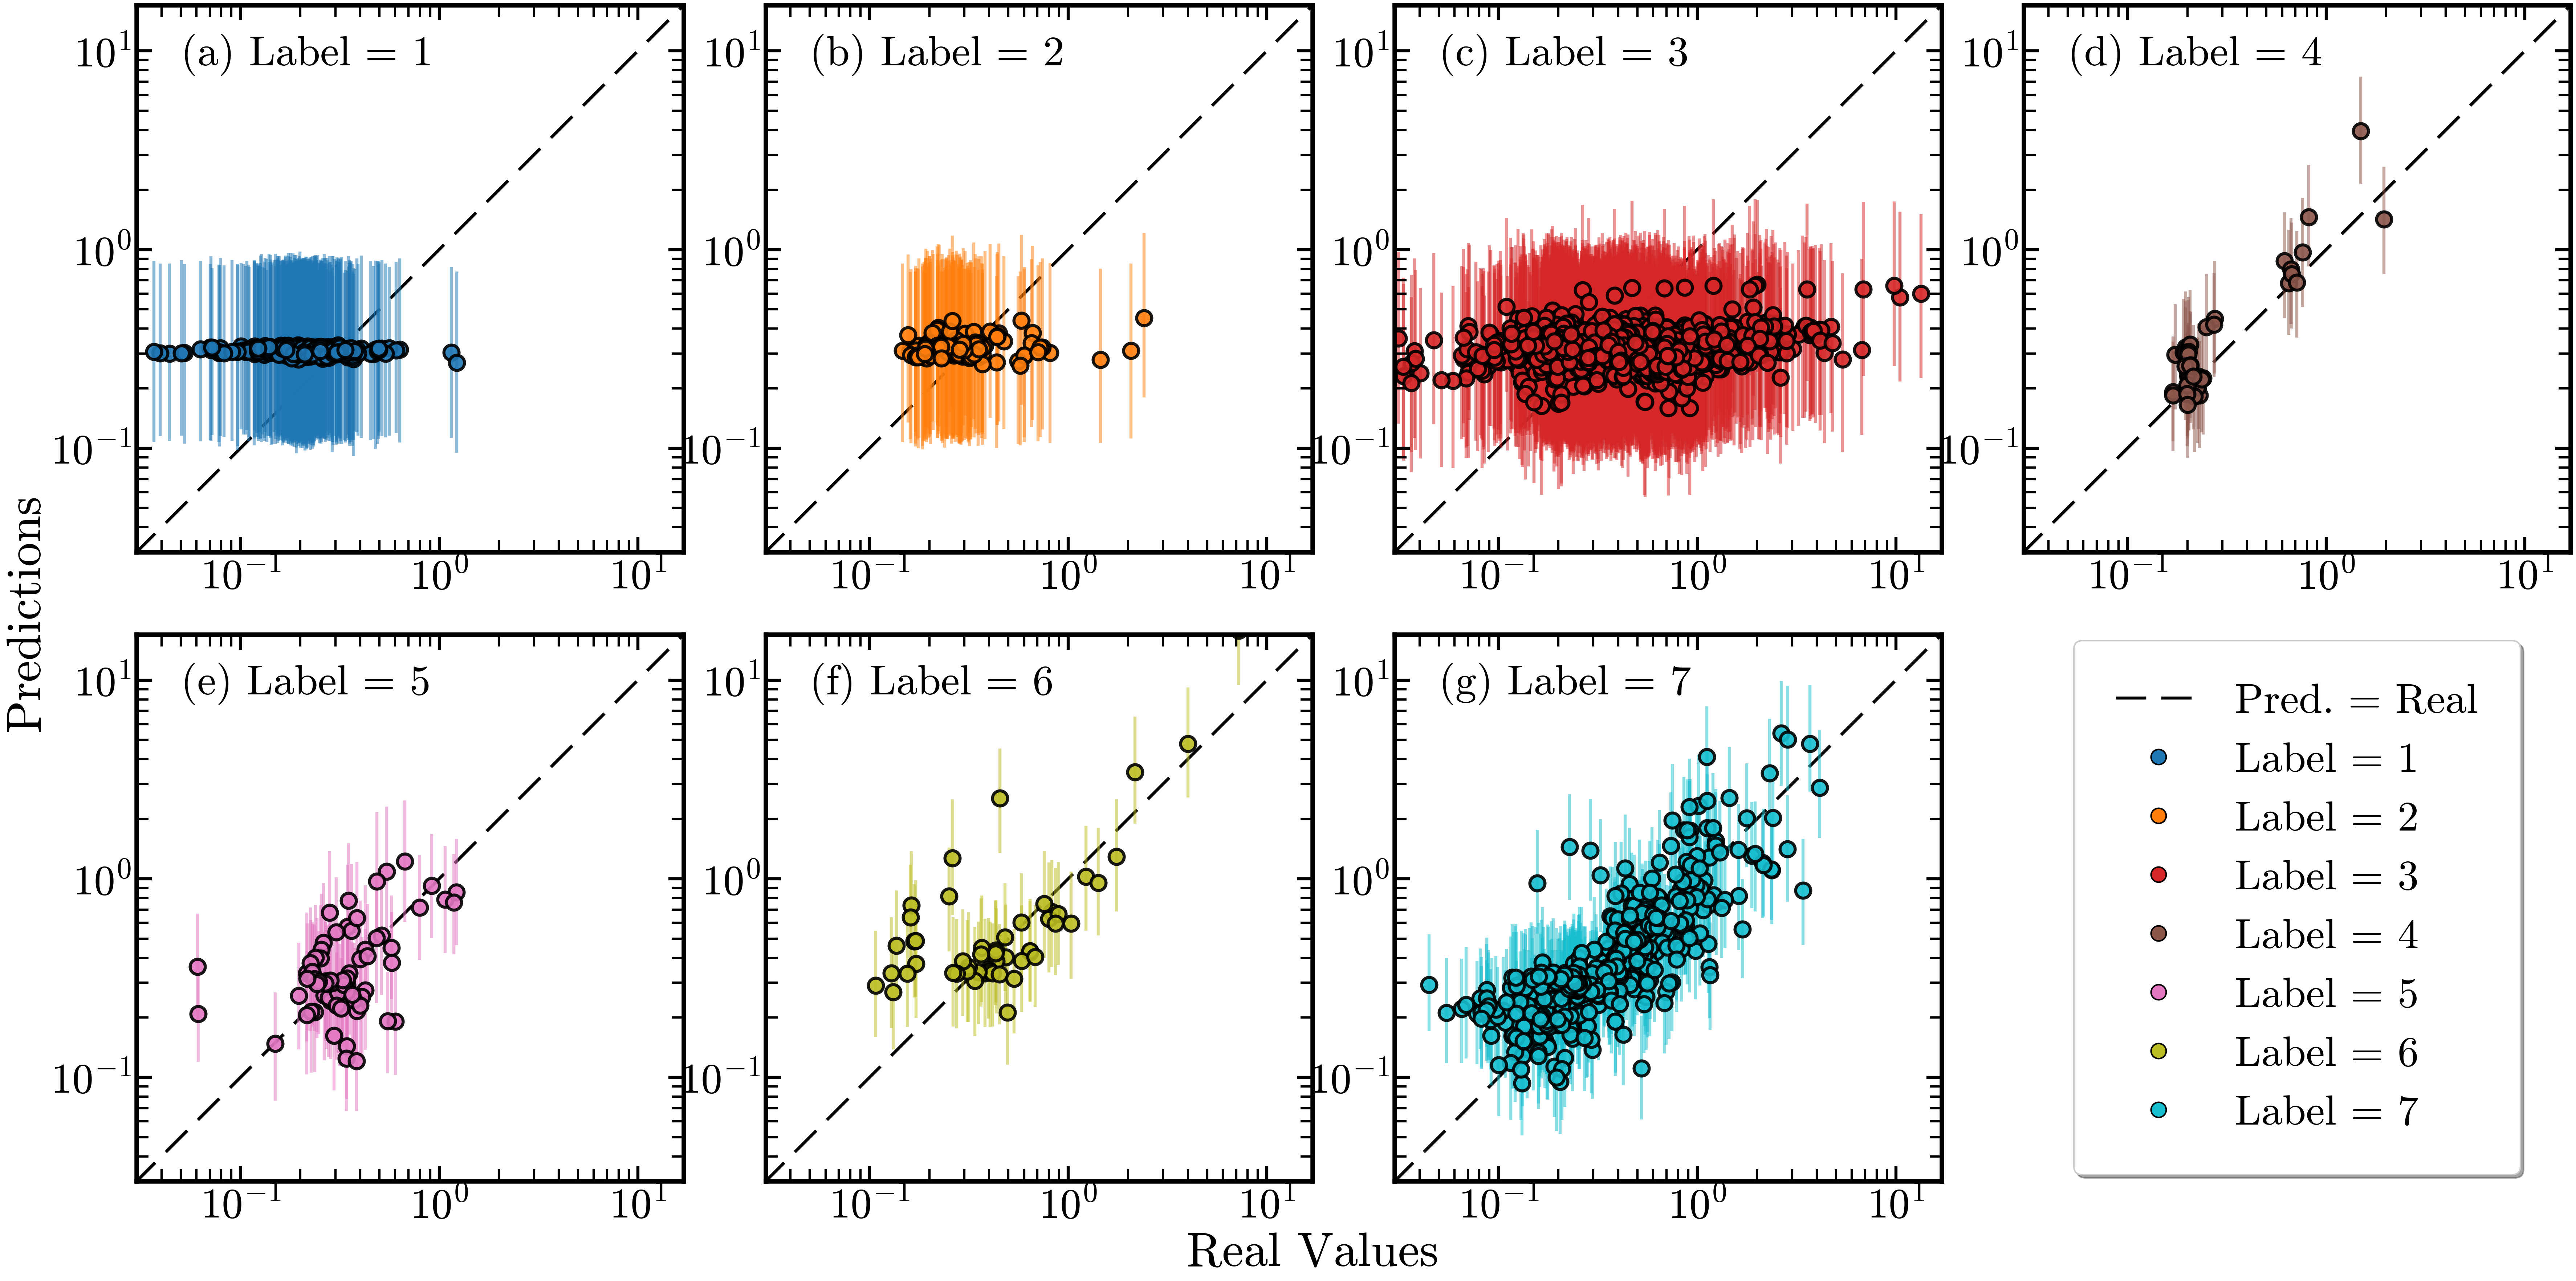 (a) Label = 1
(b) Label = 2
(c) Label = 3
(d) Label = 4
10¹
10⁰
10⁻¹
10⁻¹ 10⁰ 10¹
10¹
10⁰
10⁻¹
10⁻¹ 10⁰ 10¹
10¹
10⁰
10⁻¹
10⁻¹ 10⁰ 10¹
10¹
10⁰
10⁻¹
10⁻¹ 10⁰ 10¹
Predictions
(e) Label = 5
(f) Label = 6
(g) Label = 7
10¹
10⁰
10⁻¹
10⁻¹ 10⁰ 10¹
10¹
10⁰
10⁻¹
10⁻¹ 10⁰ 10¹
10¹
10⁰
10⁻¹
10⁻¹ 10⁰ 10¹
Pred. = Real
Label = 1
Label = 2
Label = 3
Label = 4
Label = 5
Label = 6
Label = 7
Real Values